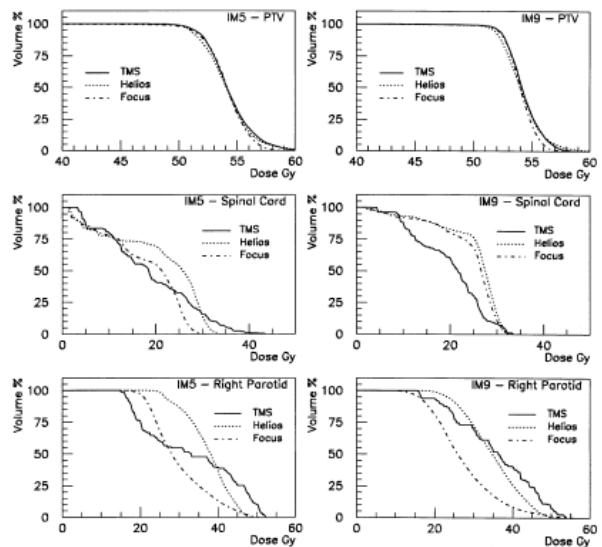 IM5 – PTV
Volume %
100
75
50
25
0
TMS
Helios
Focus
40 45 50 55 60
Dose Gy
IM9 – PTV
Volume %
100
75
50
25
0
TMS
Helios
Focus
40 45 50 55 60
Dose Gy
IM5 – Spinal Cord
Volume %
100
75
50
25
0
TMS
Helios
Focus
0 20 40
Dose Gy
IM9 – Spinal Cord
Volume %
100
75
50
25
0
TMS
Helios
Focus
0 20 40
Dose Gy
IM5 – Right Parotid
Volume %
100
75
50
25
0
TMS
Helios
Focus
0 20 40 60
Dose Gy
IM9 – Right Parotid
Volume %
100
75
50
25
0
TMS
Helios
Focus
0 20 40 60
Dose Gy